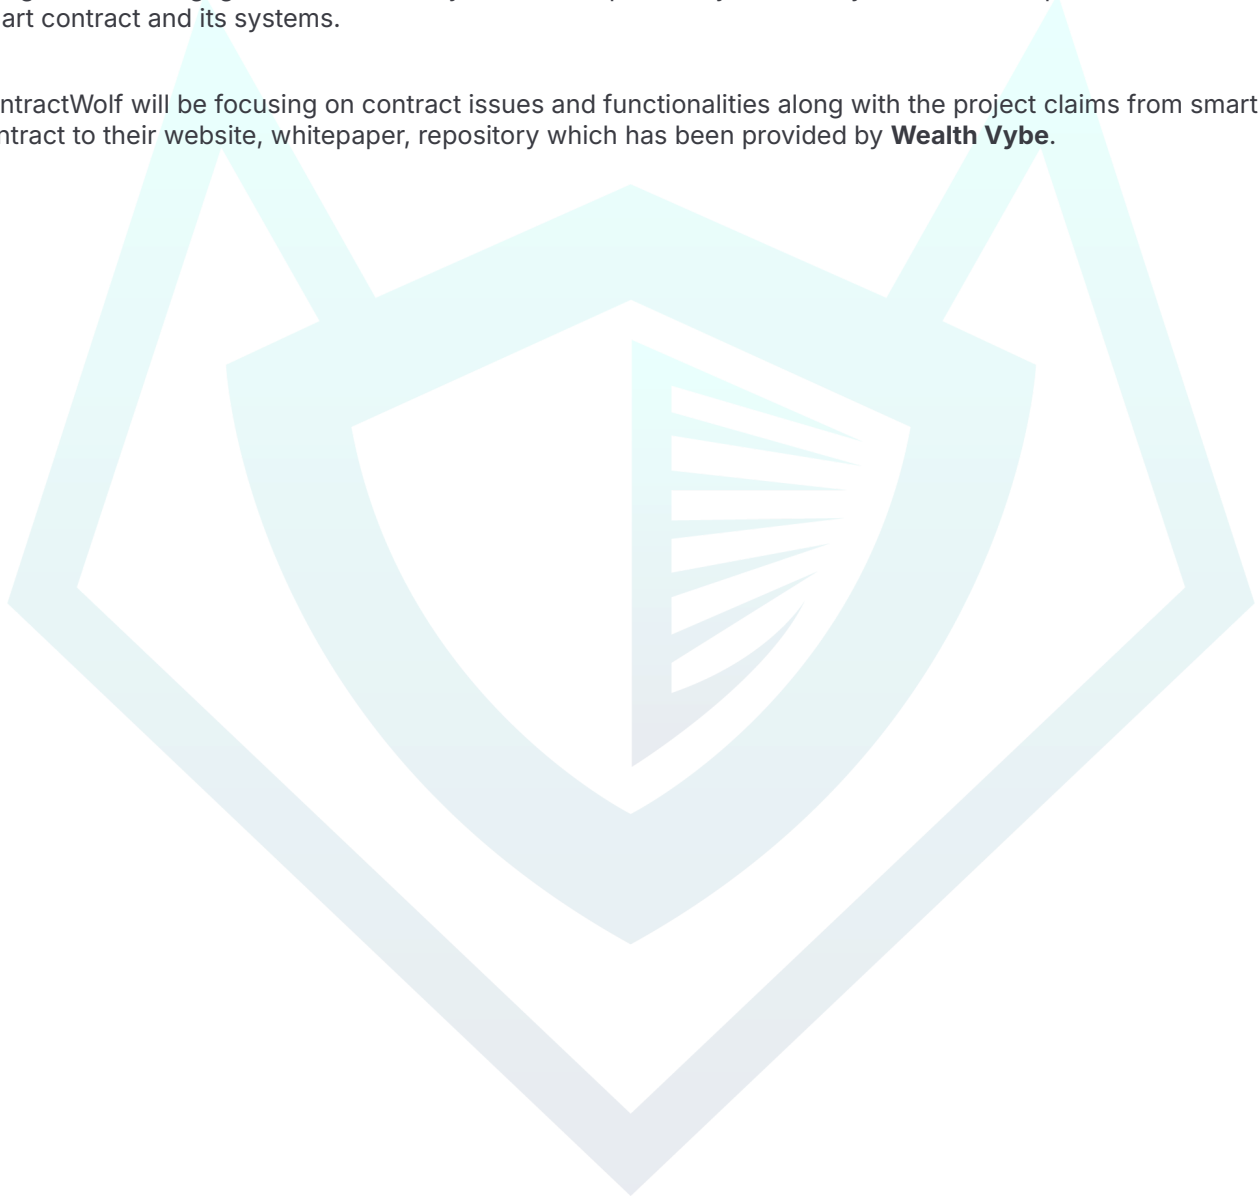 art contract and its systems.
ntractWolf will be focusing on contract issues and functionalities along with the project claims from smart
ntract to their website, whitepaper, repository which has been provided by Wealth Vybe.